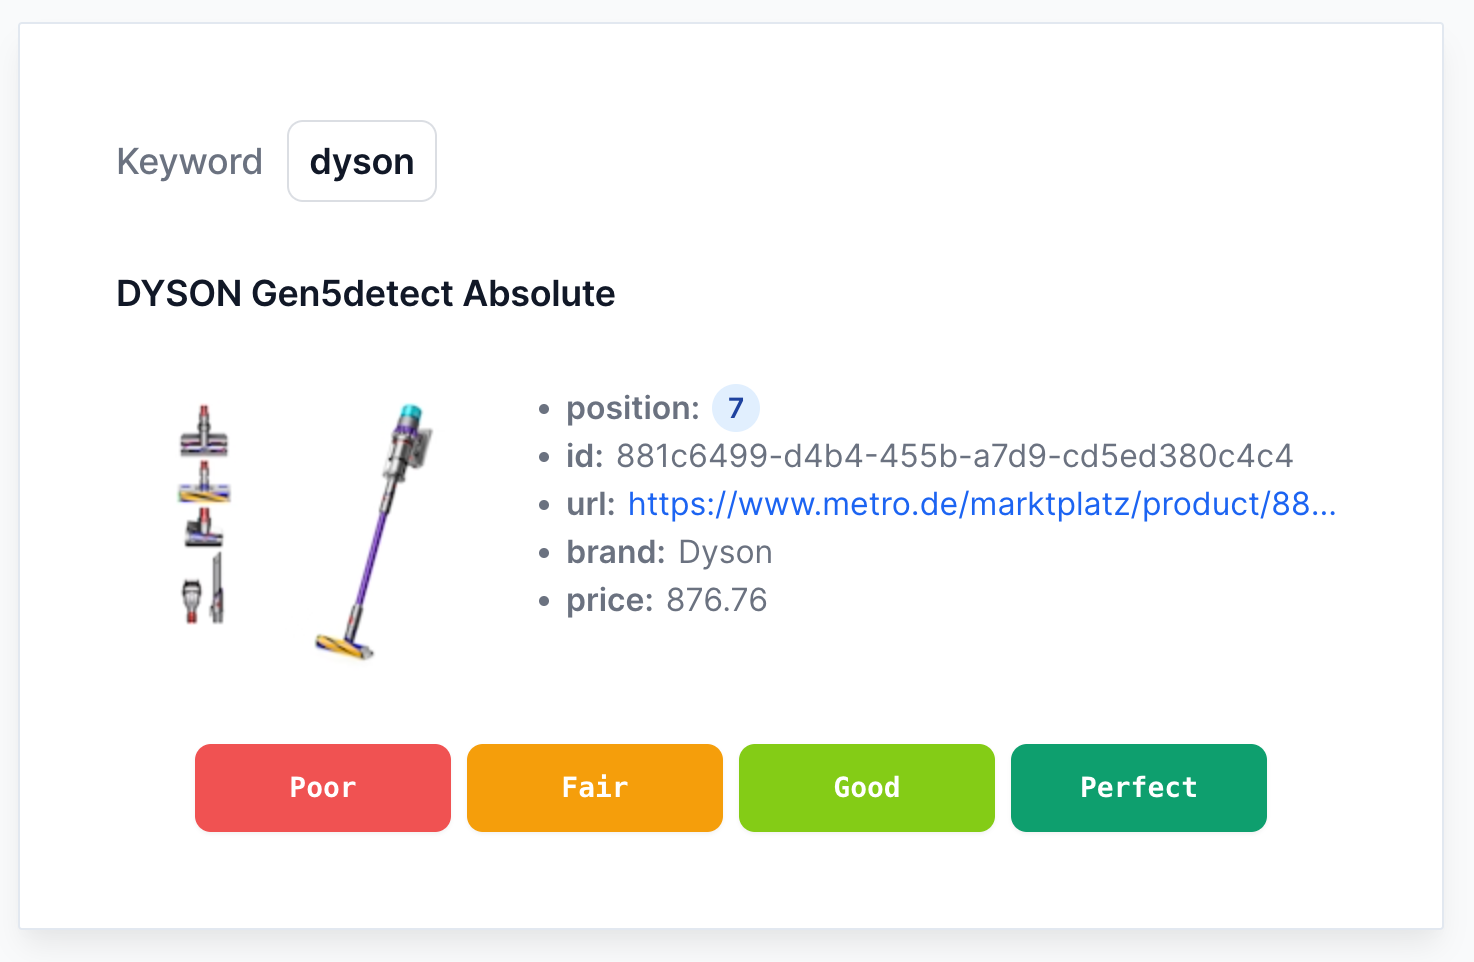 Keyword dyson
DYSON Gen5detect Absolute
position: 7
id: 881c6499-d4b4-455b-a7d9-cd5ed380c4c4
url: https://www.metro.de/marktplatz/product/88...
brand: Dyson
price: 876.76
Poor Fair Good Perfect